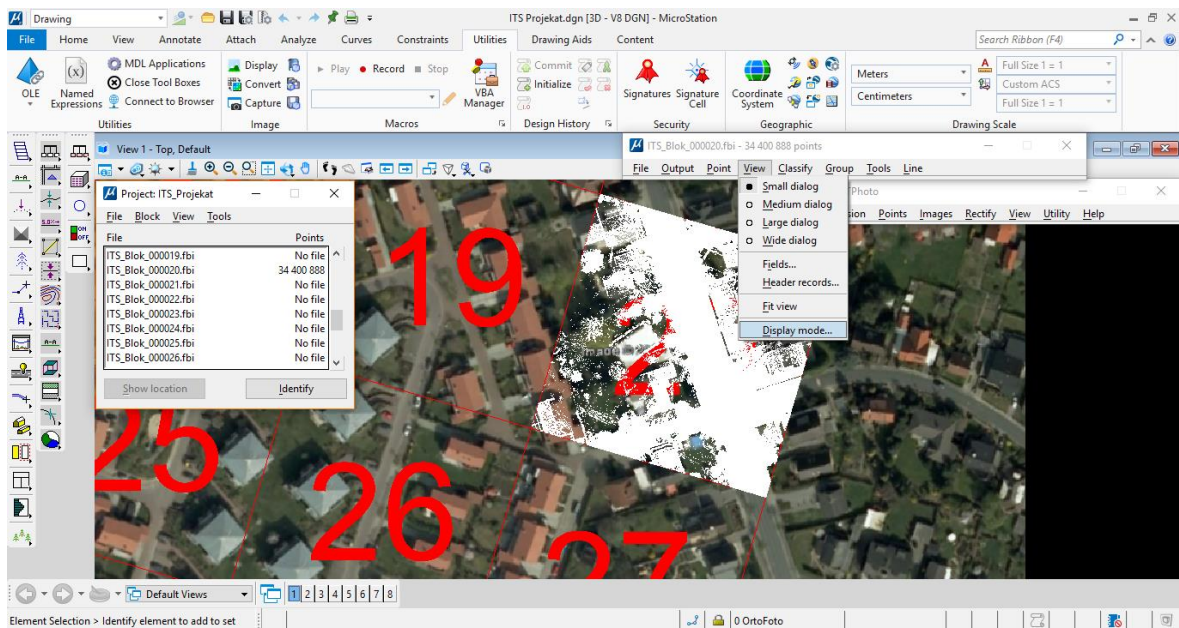 Drawing
ITS Projekat.dgn [3D - V8 DGN] - MicroStation
File Home View Annotate Attach Analyze Curves Constraints Utilities Drawing Aids Content
Search Ribbon (F4)
OLE
Named Expressions
MDL Applications
Close Tool Boxes
Connect to Browser
Utilities
Display
Convert
Capture
Image
Play Record Stop
VBA Manager
Macros
Commit
Initialize
Design History
Signatures Signature Cell
Security
Coordinate System
Geographic
Meters
Centimeters
Full Size 1 = 1
Custom ACS
Full Size 1 = 1
Drawing Scale
View 1 - Top, Default
ITS_Blok_000020.fbi - 34 400 888 points
File Output Point View Classify Group Tools Line
Small dialog
Medium dialog
Large dialog
Wide dialog
Fields...
Header records...
Fit view
Display mode...
Photo
sion Points Images Rectify View Utility Help
Project: ITS_Projekat
File Block View Tools
File Points
ITS_Blok_000019.fbi No file
ITS_Blok_000020.fbi 34 400 888
ITS_Blok_000021.fbi No file
ITS_Blok_000022.fbi No file
ITS_Blok_000023.fbi No file
ITS_Blok_000024.fbi No file
ITS_Blok_000025.fbi No file
ITS_Blok_000026.fbi No file
Show location Identify
19
25
26
27
Default Views
1 2 3 4 5 6 7 8
Element Selection > Identify element to add to set
0 OrtoFoto